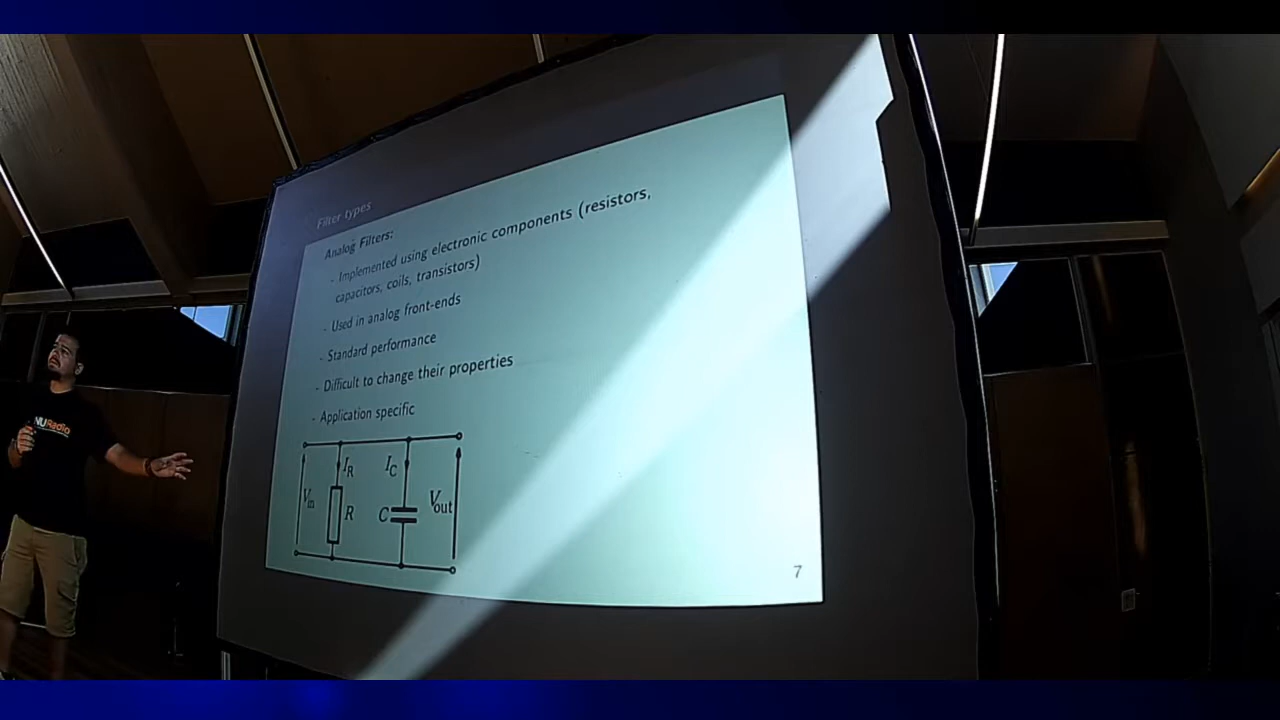 Filter types
Analog Filters:
- Implemented using electronic components (resistors,
capacitors, coils, transistors)
- Used in analog front-ends
- Standard performance
- Difficult to change their properties
- Application specific
I_R
I_C
V_in
R
C
V_out
7
NURadio